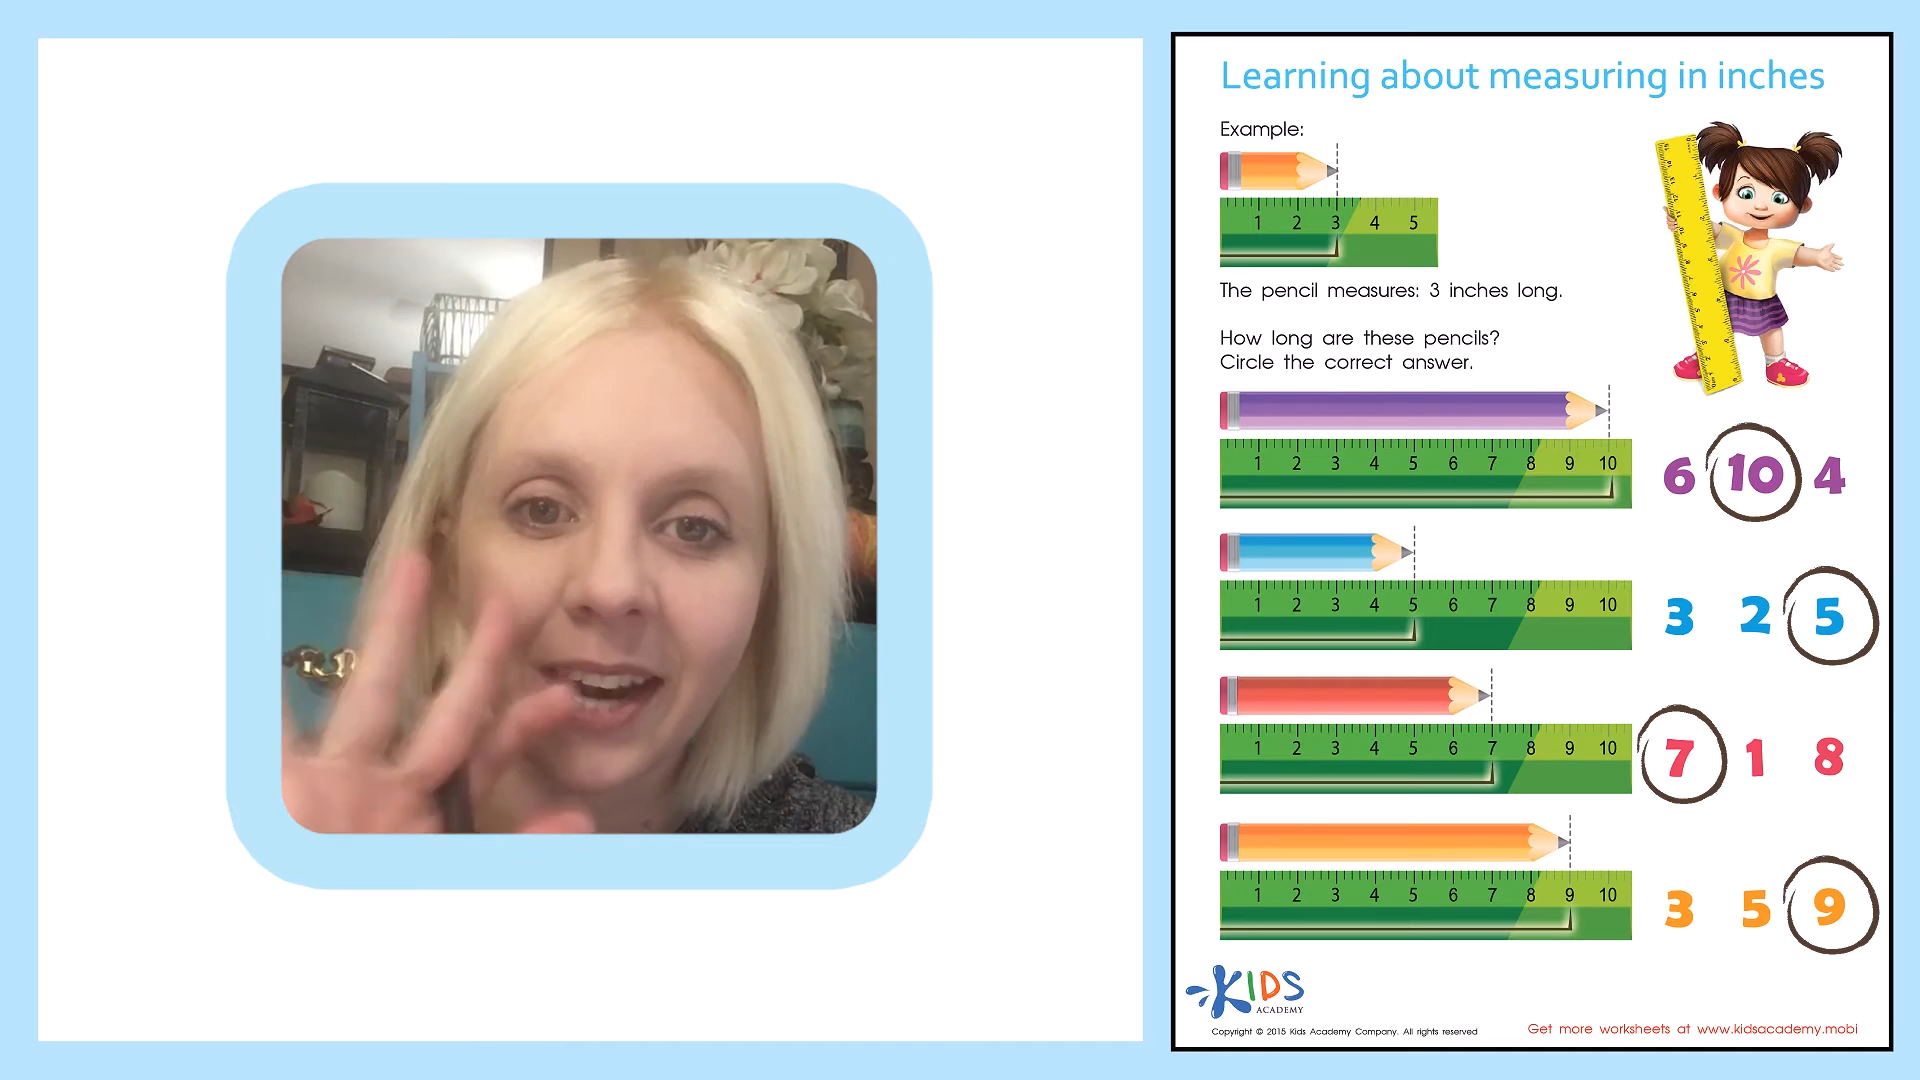 Learning about measuring in inches
Example:
1 2 3 4 5
The pencil measures: 3 inches long.
How long are these pencils?
Circle the correct answer.
1 2 3 4 5 6 7 8 9 10
6 10 4
1 2 3 4 5 6 7 8 9 10
3 2 5
1 2 3 4 5 6 7 8 9 10
7 1 8
1 2 3 4 5 6 7 8 9 10
3 5 9
KIDS
ACADEMY
Copyright © 2015 Kids Academy Company. All rights reserved
Get more worksheets at www.kidsacademy.mobi